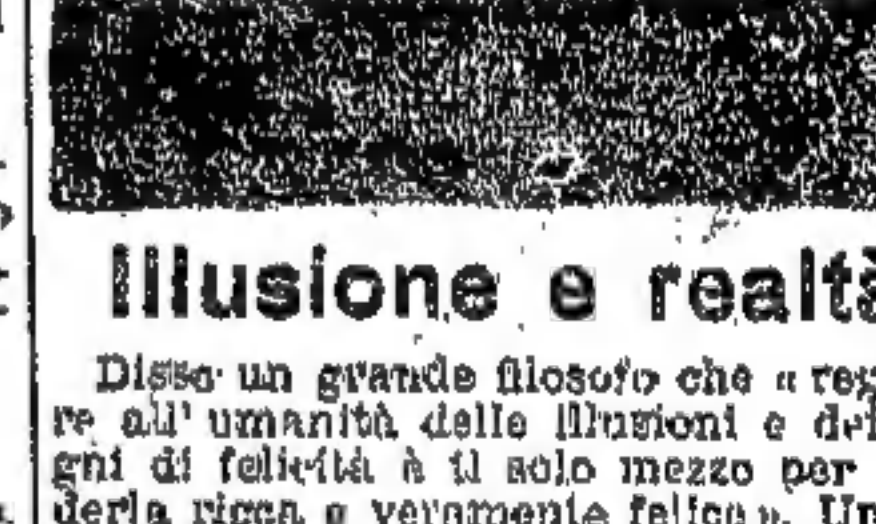 Illusione e realtà
Disse un grande filosofo che « reg
re all' umanità delle illusioni e dei
gni di felicità è il solo mezzo per
derla ricca e veramente felice ». Un